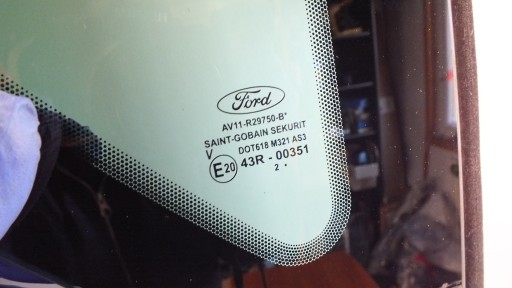 Ford
AV11-R29750-B*
SAINT-GOBAIN SEKURIT
V DOT618 M321 AS3
E20 43R - 00351
2 .